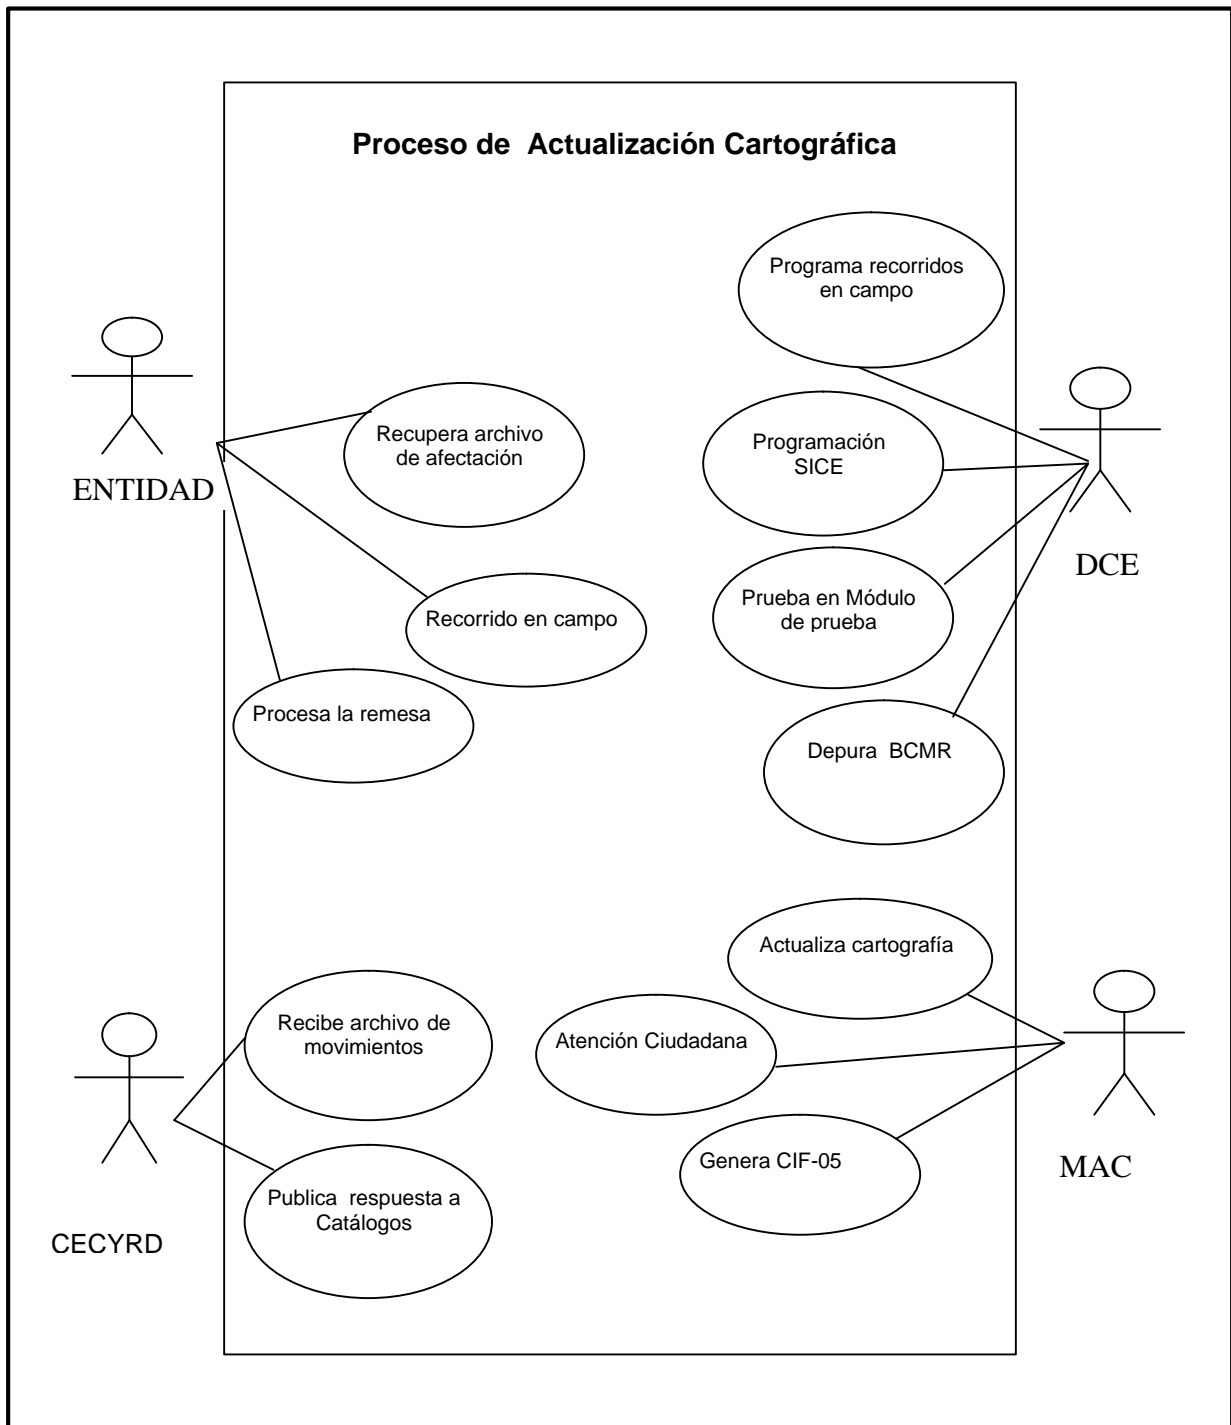 Proceso de  Actualización Cartográfica
Programa recorridos
en campo
Recupera archivo
de afectación
Programación
SICE
ENTIDAD
DCE
Prueba en Módulo
de prueba
Recorrido en campo
Procesa la remesa
Depura  BCMR
Actualiza cartografía
Recibe archivo de
movimientos
Atención Ciudadana
Genera CIF-05
MAC
Publica  respuesta a
Catálogos
CECYRD